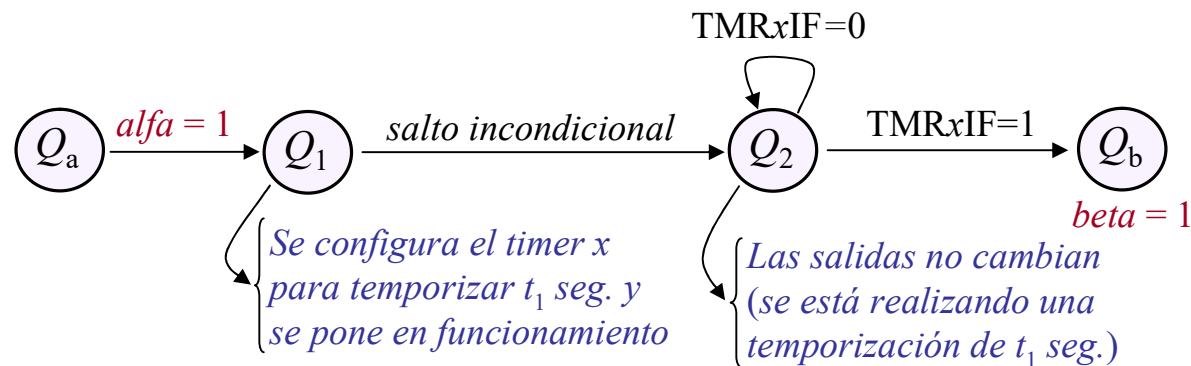 TMRxIF=0
Qa alfa = 1 Q1 salto incondicional Q2 TMRxIF=1 Qb
beta = 1
Se configura el timer x
para temporizar t1 seg. y
se pone en funcionamiento
Las salidas no cambian
(se está realizando una
temporización de t1 seg.)